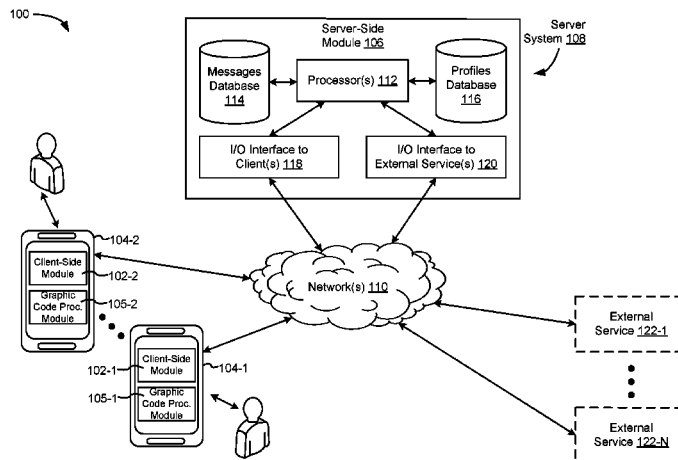 100
Server-Side
Module 106
Server
System 108
Messages
Database
114
Processor(s) 112
Profiles
Database
116
I/O Interface to
Client(s) 118
I/O Interface to
External Service(s) 120
104-2
Client-Side
Module
102-2
Graphic
Code Proc.
Module
105-2
Network(s) 110
102-1
Client-Side
Module
104-1
105-1
Graphic
Code Proc.
Module
External
Service 122-1
External
Service 122-N